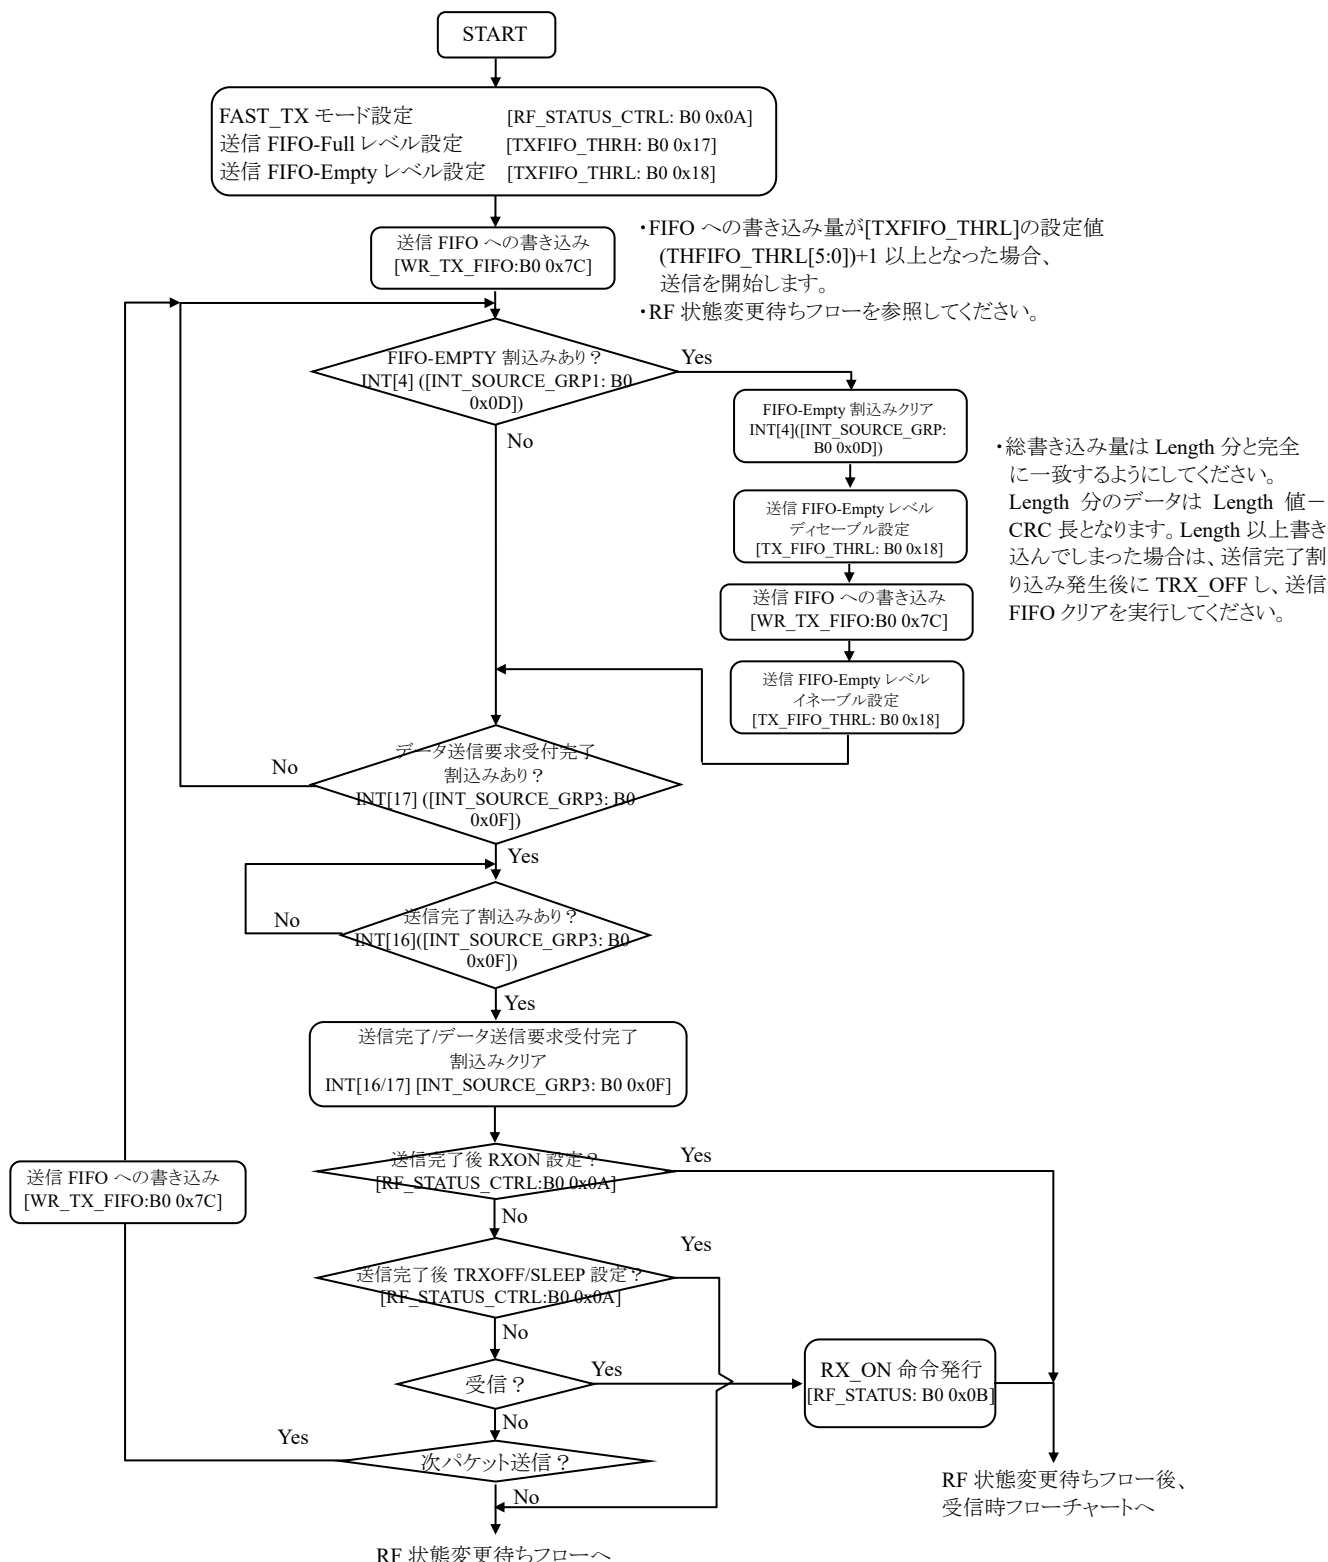 START
FAST_TX モード設定 [RF_STATUS_CTRL: B0 0x0A]
送信 FIFO-Full レベル設定 [TXFIFO_THRH: B0 0x17]
送信 FIFO-Empty レベル設定 [TXFIFO_THRL: B0 0x18]
送信 FIFO への書き込み
[WR_TX_FIFO:B0 0x7C]
・FIFO への書き込み量が[TXFIFO_THRL]の設定値
(THFIFO_THRL[5:0])+1 以上となった場合、
送信を開始します。
・RF 状態変更待ちフローを参照してください。
FIFO-EMPTY 割込みあり？
INT[4] ([INT_SOURCE_GRP1: B0
0x0D])
Yes
No
FIFO-Empty 割込みクリア
INT[4]([INT_SOURCE_GRP:
B0 0x0D])
送信 FIFO-Empty レベル
ディセーブル設定
[TX_FIFO_THRL: B0 0x18]
送信 FIFO への書き込み
[WR_TX_FIFO:B0 0x7C]
送信 FIFO-Empty レベル
イネーブル設定
[TX_FIFO_THRL: B0 0x18]
・総書き込み量は Length 分と完全
に一致するようにしてください。
Length 分のデータは Length 値－
CRC 長となります。Length 以上書き
込んでしまった場合は、送信完了割
り込み発生後に TRX_OFF し、送信
FIFO クリアを実行してください。
データ送信要求受付完了
割込みあり？
INT[17] ([INT_SOURCE_GRP3: B0
0x0F])
No
Yes
送信完了割込みあり？
INT[16]([INT_SOURCE_GRP3: B0
0x0F])
No
Yes
送信完了/データ送信要求受付完了
割込みクリア
INT[16/17] [INT_SOURCE_GRP3: B0 0x0F]
送信完了後 RXON 設定？
[RF_STATUS_CTRL:B0 0x0A]
Yes
No
送信 FIFO への書き込み
[WR_TX_FIFO:B0 0x7C]
送信完了後 TRXOFF/SLEEP 設定？
[RF_STATUS_CTRL:B0 0x0A]
Yes
No
受信？
Yes
No
RX_ON 命令発行
[RF_STATUS: B0 0x0B]
次パケット送信？
Yes
No
RF 状態変更待ちフロー後、
受信時フローチャートへ
RF 状態変更待ちフローへ